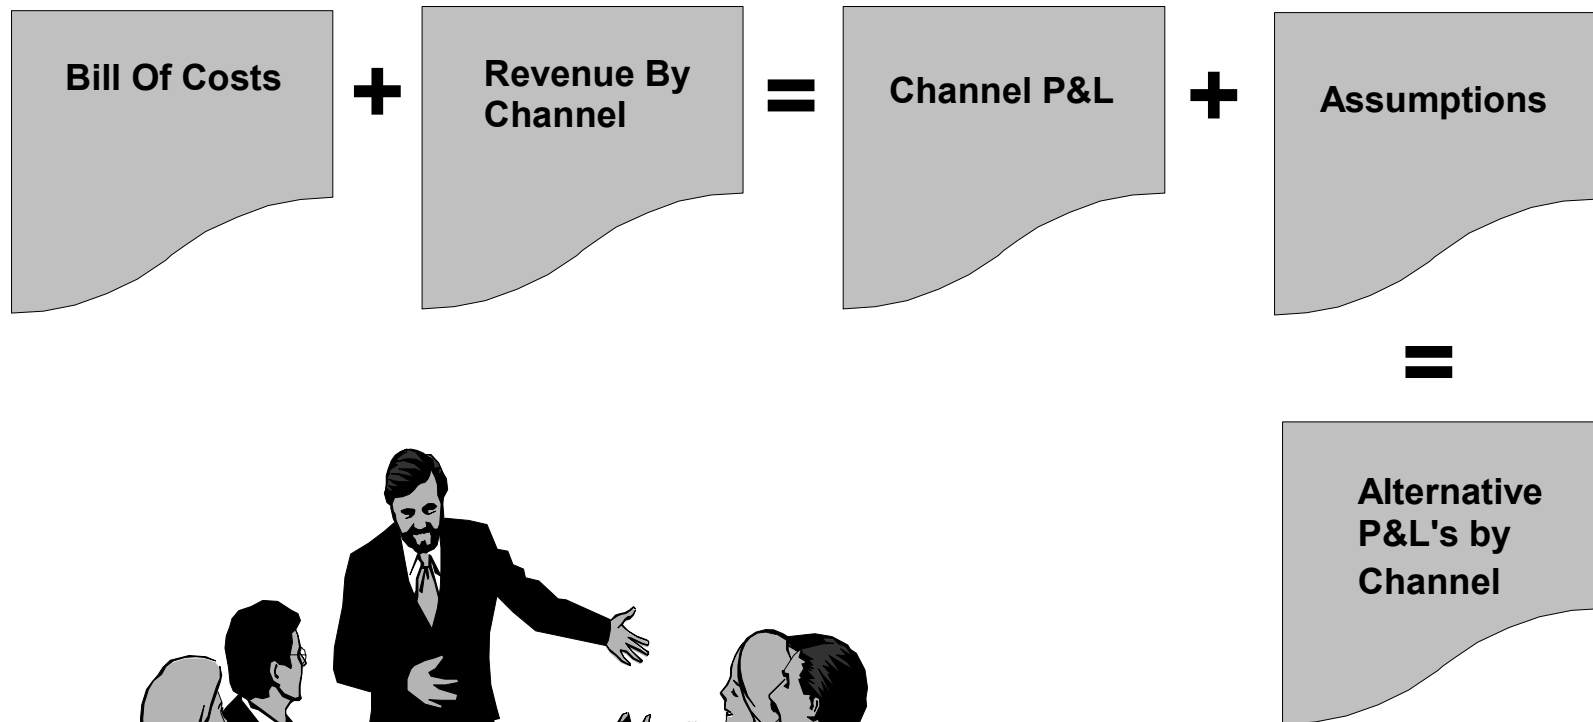 Bill Of Costs
+
Revenue By
Channel
=
Channel P&L
+
Assumptions
=
Alternative
P&L's by
Channel